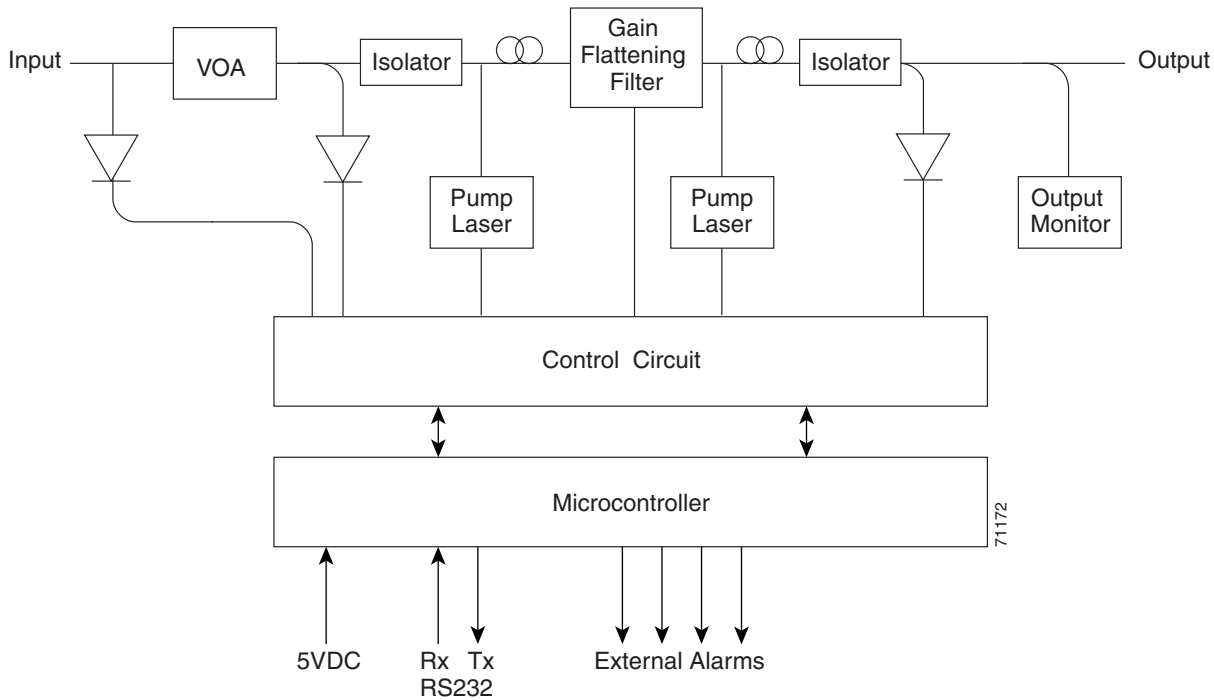 Input
VOA
Isolator
Gain
Flattening
Filter
Isolator
Output
Pump
Laser
Pump
Laser
Output
Monitor
Control Circuit
Microcontroller
71172
5VDC
Rx Tx
RS232
External Alarms